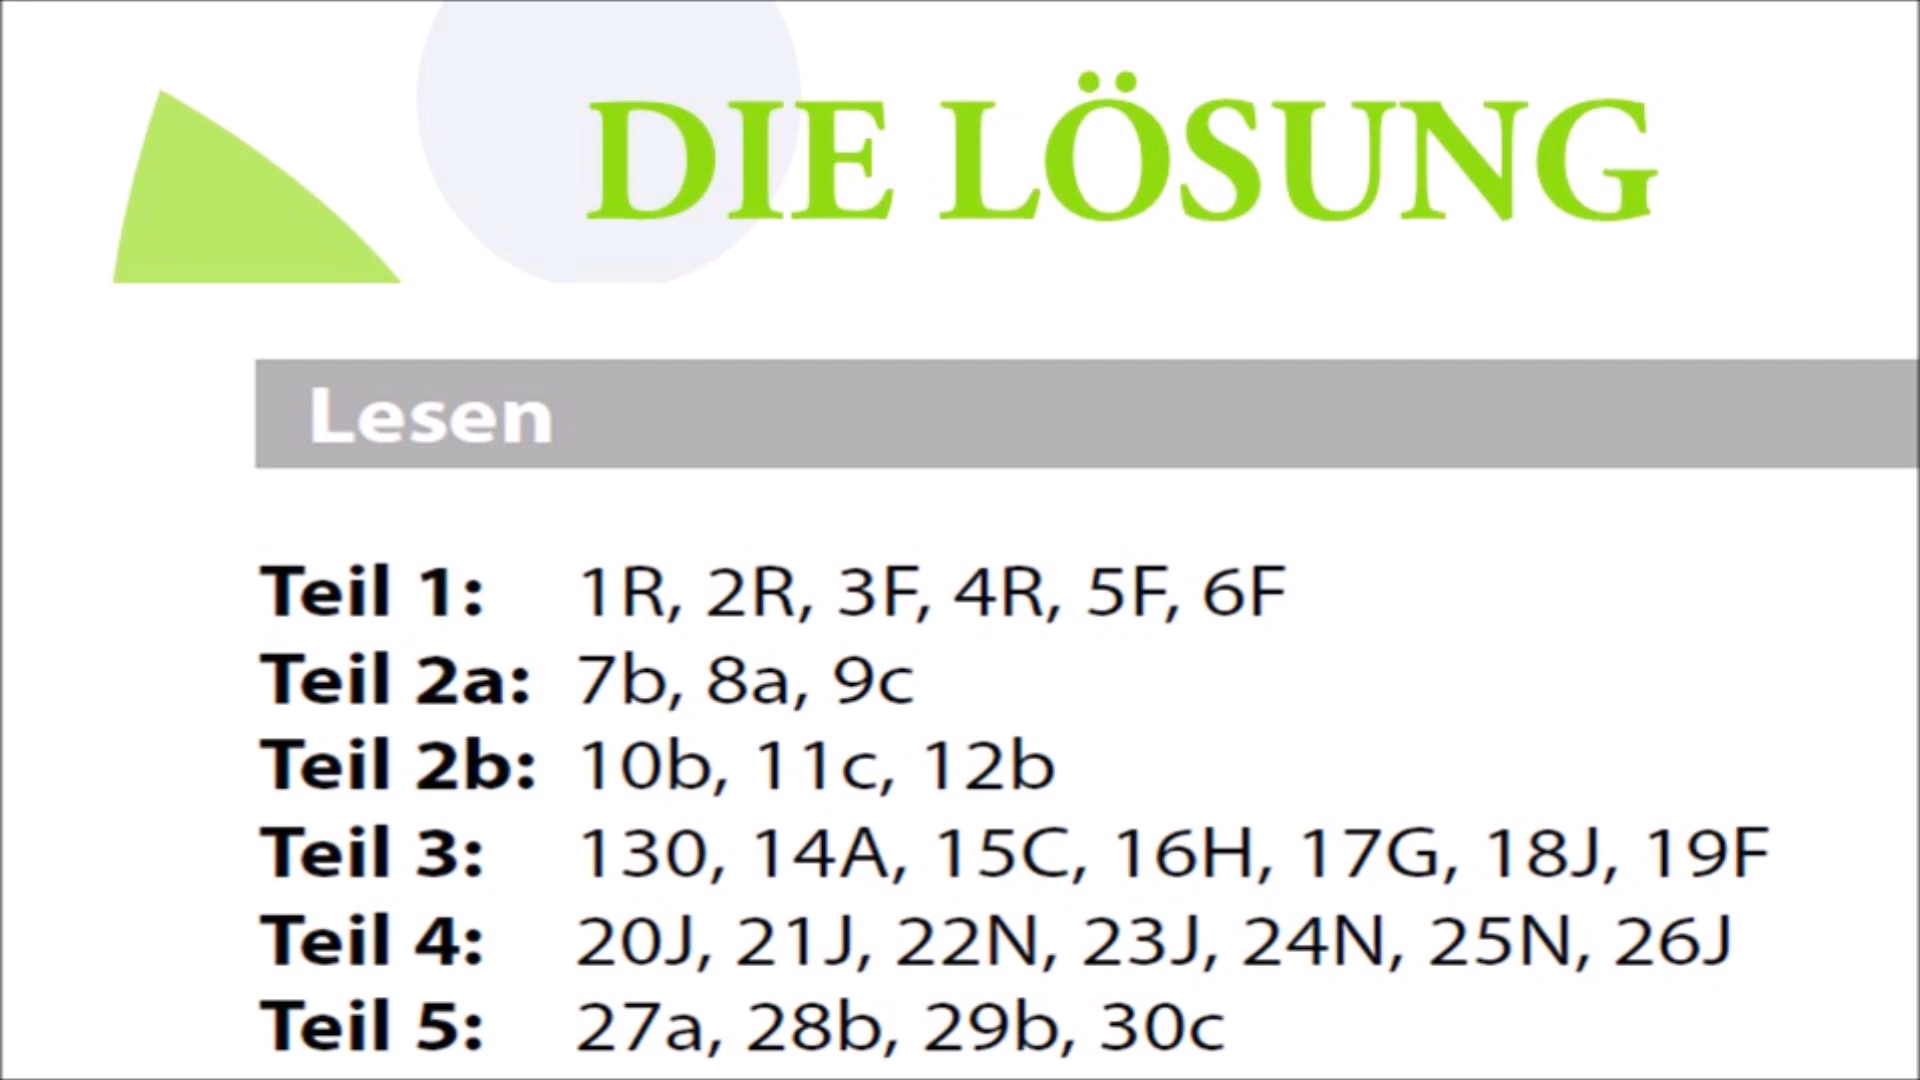 DIE LÖSUNG
Lesen
Teil 1: 1R, 2R, 3F, 4R, 5F, 6F
Teil 2a: 7b, 8a, 9c
Teil 2b: 10b, 11c, 12b
Teil 3: 130, 14A, 15C, 16H, 17G, 18J, 19F
Teil 4: 20J, 21J, 22N, 23J, 24N, 25N, 26J
Teil 5: 27a, 28b, 29b, 30c